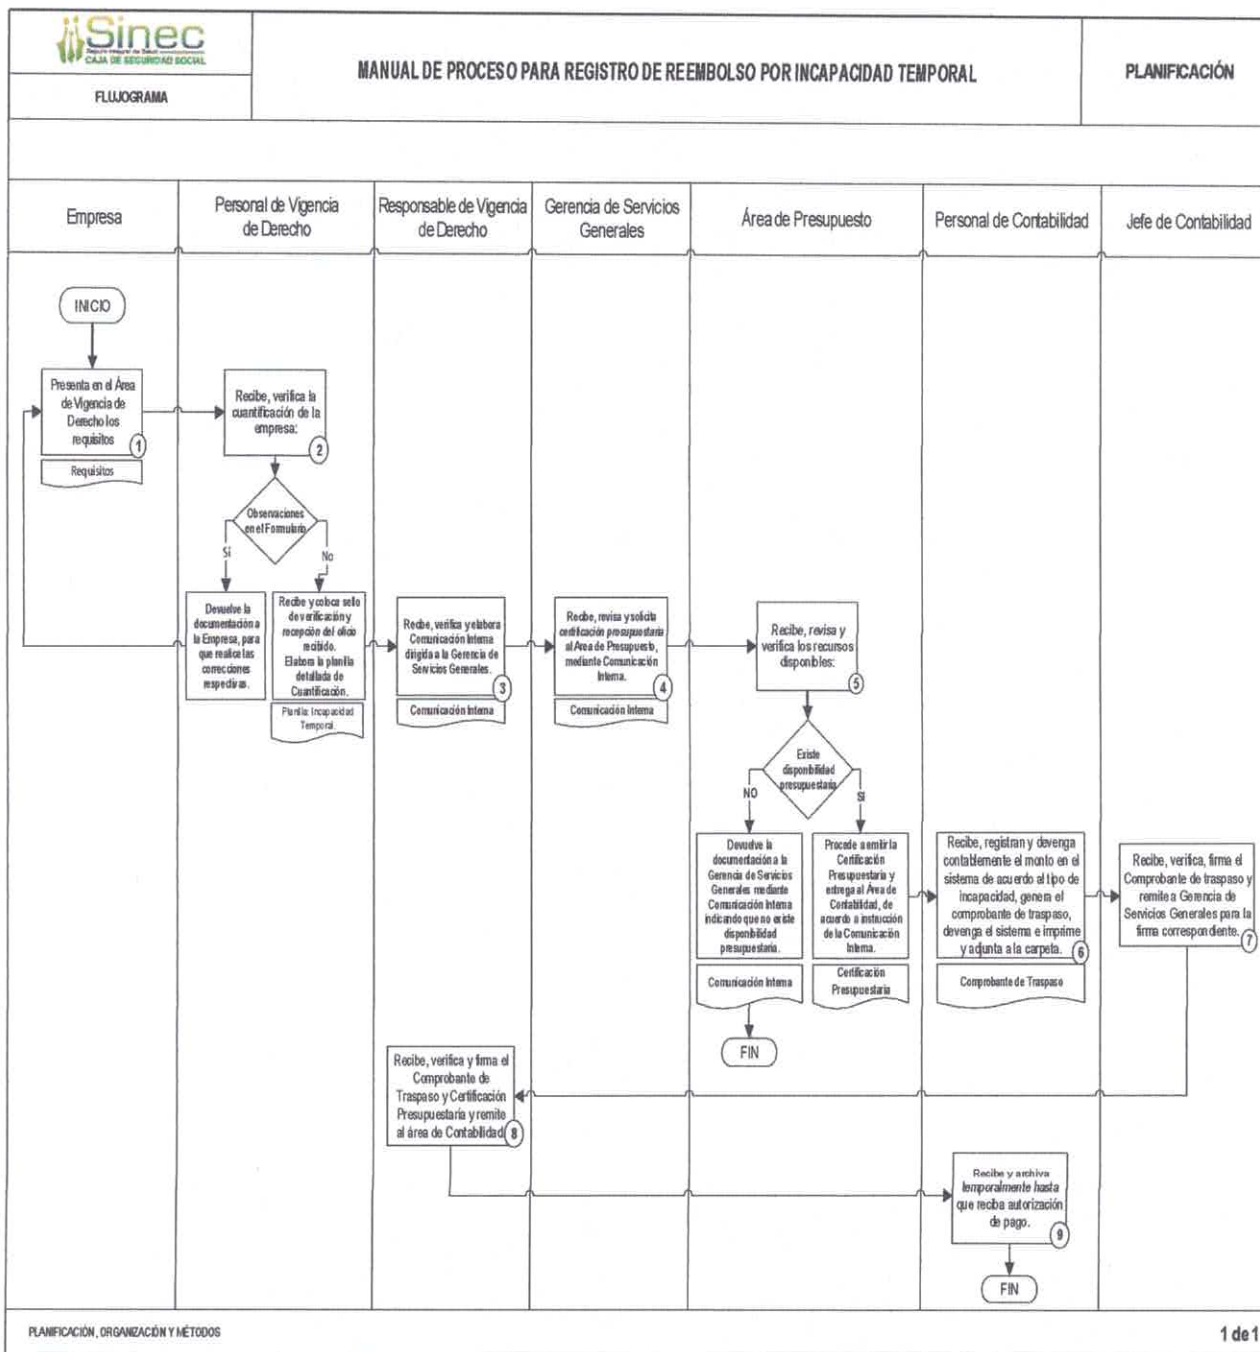 Sinec
Seguro Integral de Salud
CAJA DE SEGURIDAD SOCIAL
FLUJOGRAMA
MANUAL DE PROCESO PARA REGISTRO DE REEMBOLSO POR INCAPACIDAD TEMPORAL
PLANIFICACIÓN
Empresa
Personal de Vigencia
de Derecho
Responsable de Vigencia
de Derecho
Gerencia de Servicios
Generales
Área de Presupuesto
Personal de Contabilidad
Jefe de Contabilidad
INICIO
Presenta en el Área
de Vigencia de
Derecho los
requisitos
1
Requisitos
Recibe, verifica la
cuantificación de la
empresa:
2
Observaciones
en el Formulario
Si
No
Devuelve la
documentación a
la Empresa, para
que realice las
correcciones
respectivas.
Recibe y coloca sello
de verificación y
recepción del oficio
recibido.
Elabora la planilla
detallada de
Cuantificación.
Planilla: Incapacidad
Temporal.
Recibe, verifica y elabora
Comunicación Interna
dirigida a la Gerencia de
Servicios Generales.
3
Comunicación Interna
Recibe, revisa y solicita
certificación presupuestaria
al Area de Presupuesto,
mediante Comunicación
Interna.
4
Comunicación Interna
Recibe, revisa y
verifica los recursos
disponibles:
5
Existe
disponibilidad
presupuestaria
NO
SI
Devuelve la
documentación a la
Gerencia de Servicios
Generales mediante
Comunicación Interna
indicando que no existe
disponibilidad
presupuestaria.
Comunicación Interna
FIN
Procede a emitir la
Certificación
Presupuestaria y
entrega al Área de
Contabilidad, de
acuerdo a instrucción
de la Comunicación
Interna.
Certificación
Presupuestaria
Recibe, registran y devenga
contablemente el monto en el
sistema de acuerdo al tipo de
incapacidad, genera el
comprobante de traspaso,
devenga el sistema e imprime
y adjunta a la carpeta.
6
Comprobante de Traspaso
Recibe, verifica, firma el
Comprobante de traspaso y
remite a Gerencia de
Servicios Generales para la
firma correspondiente.
7
Recibe, verifica y firma el
Comprobante de
Traspaso y Certificación
Presupuestaria y remite
al área de Contabilidad
8
Recibe y archiva
temporalmente hasta
que reciba autorización
de pago.
9
FIN
PLANIFICACIÓN, ORGANIZACIÓN Y MÉTODOS
1 de 1